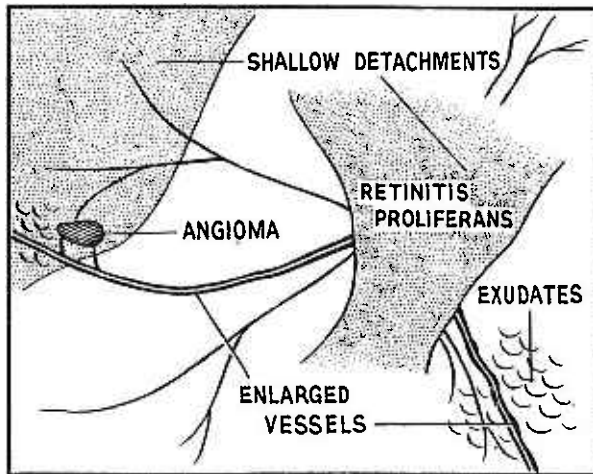 SHALLOW DETACHMENTS
RETINITIS
PROLIFERANS
ANGIOMA
EXUDATES
ENLARGED
VESSELS